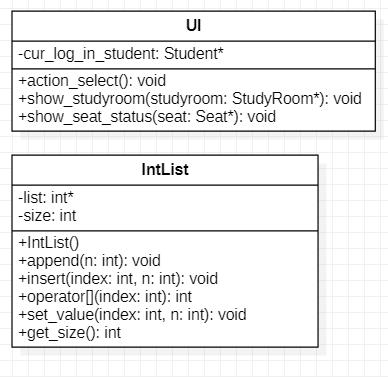 UI
-cur_log_in_student: Student*
+action_select(): void
+show_studyroom(studyroom: StudyRoom*): void
+show_seat_status(seat: Seat*): void
IntList
-list: int*
-size: int
+IntList()
+append(n: int): void
+insert(index: int, n: int): void
+operator[](index: int): int
+set_value(index: int, n: int): void
+get_size(): int